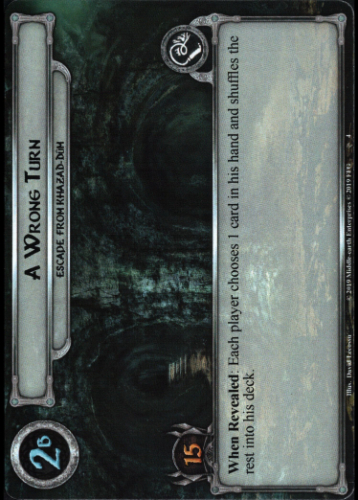 2B
A Wrong Turn
Escape from Khazad-dûm
15
When Revealed: Each player chooses 1 card in his hand and shuffles the
rest into his deck.
Illus. David Lecossu
© 2019 Middle-earth Enterprises © 2019 FFG
4